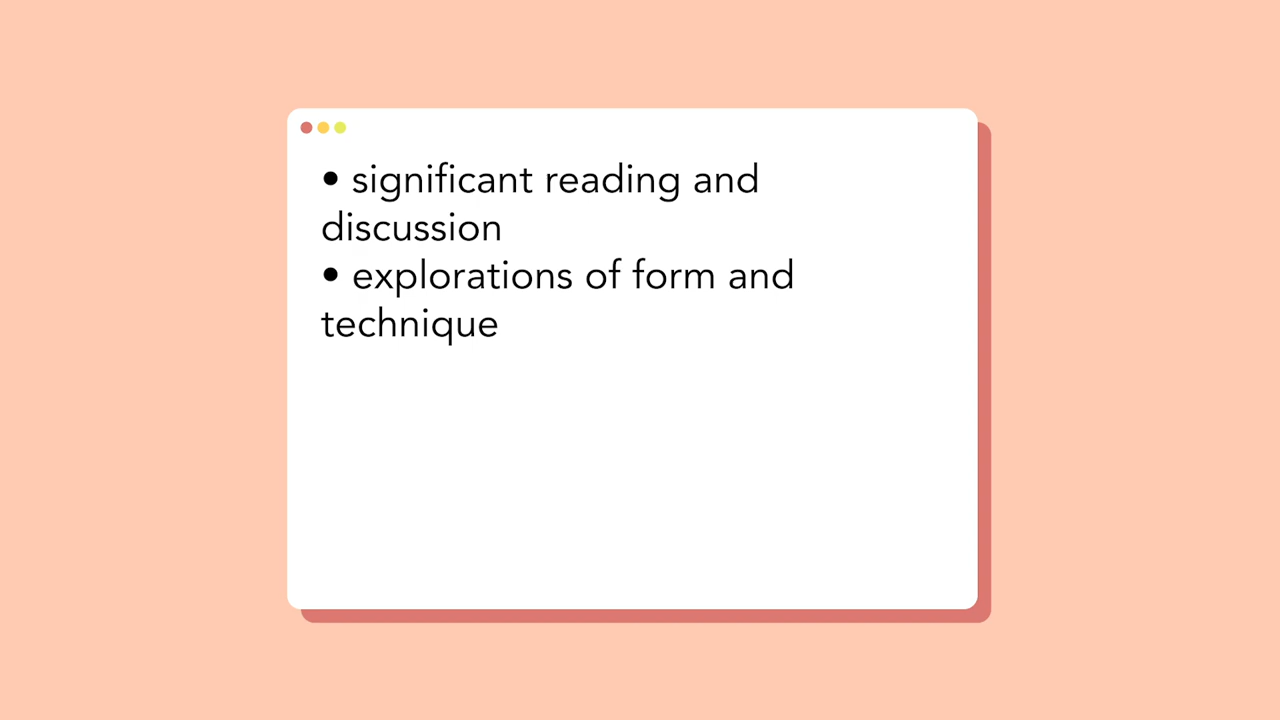 • significant reading and
discussion
• explorations of form and
technique